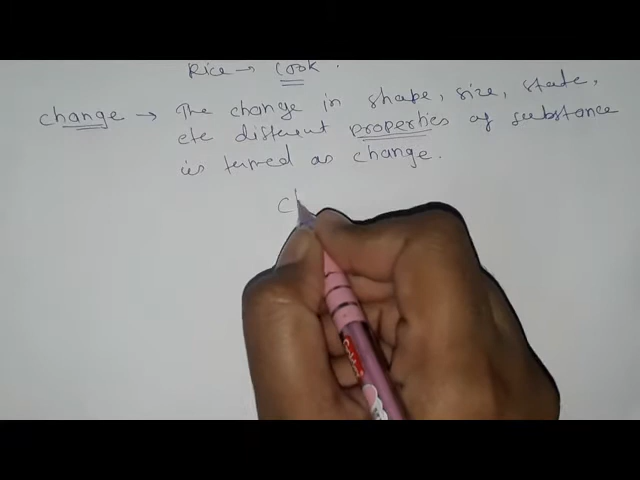 Rice → Cook.
change → The change in shape, size, state,
etc different properties of substance
is termed as change.
C